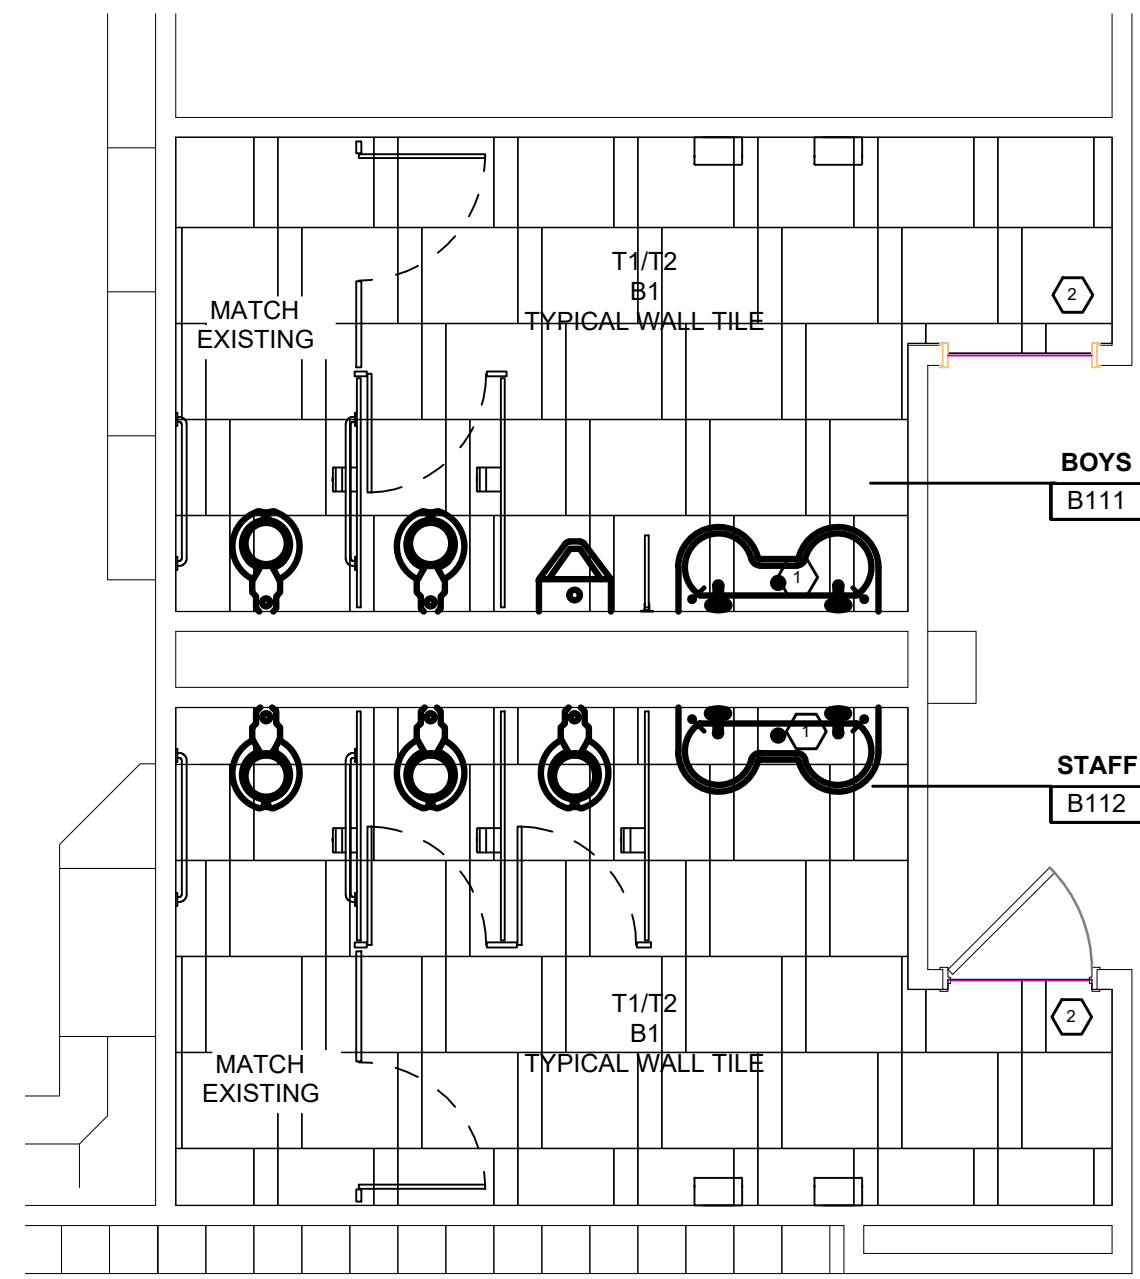 T1/T2
B1
TYPICAL WALL TILE
2
MATCH
EXISTING
BOYS
B111
1
1
STAFF
B112
T1/T2
B1
TYPICAL WALL TILE
2
MATCH
EXISTING